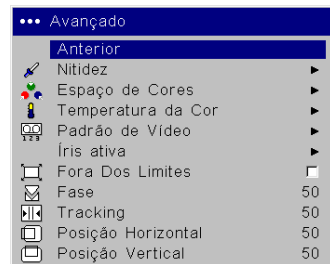 ••• Avançado
Anterior
Nitidez
Espaço de Cores
Temperatura da Cor
123 Padrão de Vídeo
Íris ativa
Fora Dos Limites
Fase 50
Tracking 50
Posição Horizontal 50
Posição Vertical 50